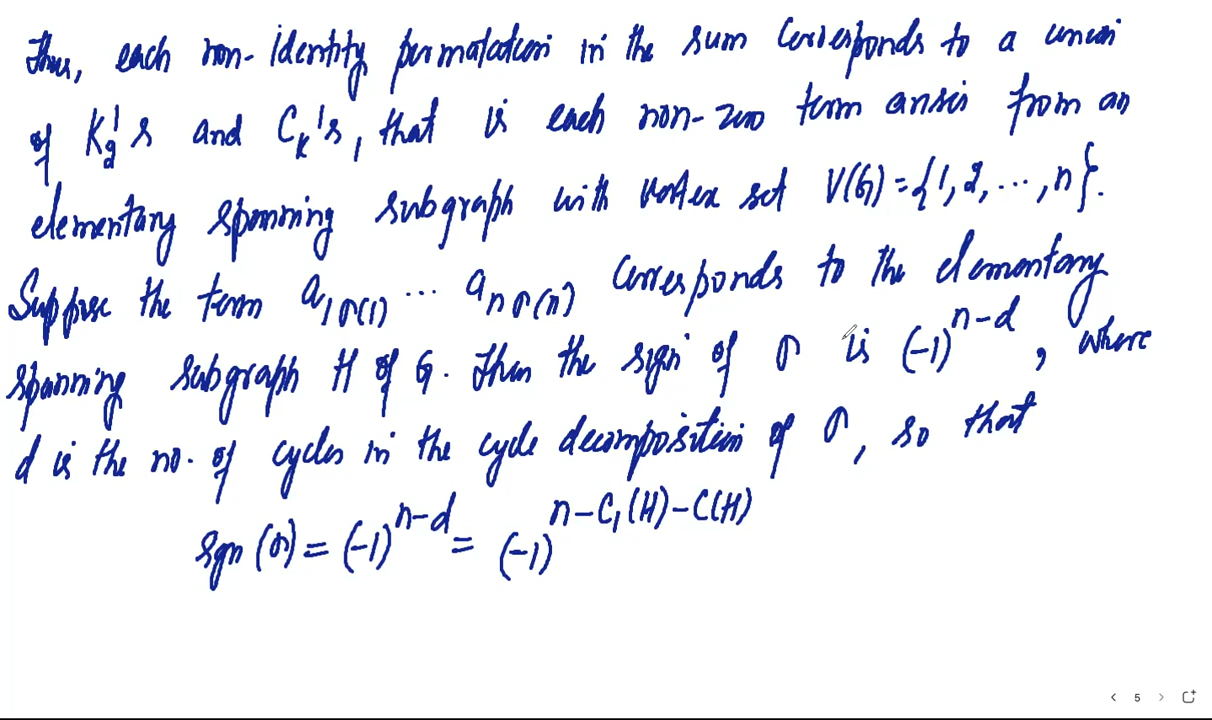 Thus, each non-identity permutation in the sum corresponds to a union
of K₂'s and Cₖ's, that is each non-zero term arises from an
elementary spanning subgraph with vertex set V(G)={1,2,...,n}.
Suppose the term a₁σ(1) ... aₙσ(n) corresponds to the elementary
spanning subgraph H of G. Then the sign of σ is (-1)^{n-d}, where
d is the no. of cycles in the cycle decomposition of σ, so that
sgn(σ) = (-1)^{n-d} = (-1)^{n-C₁(H)-C(H)}
5